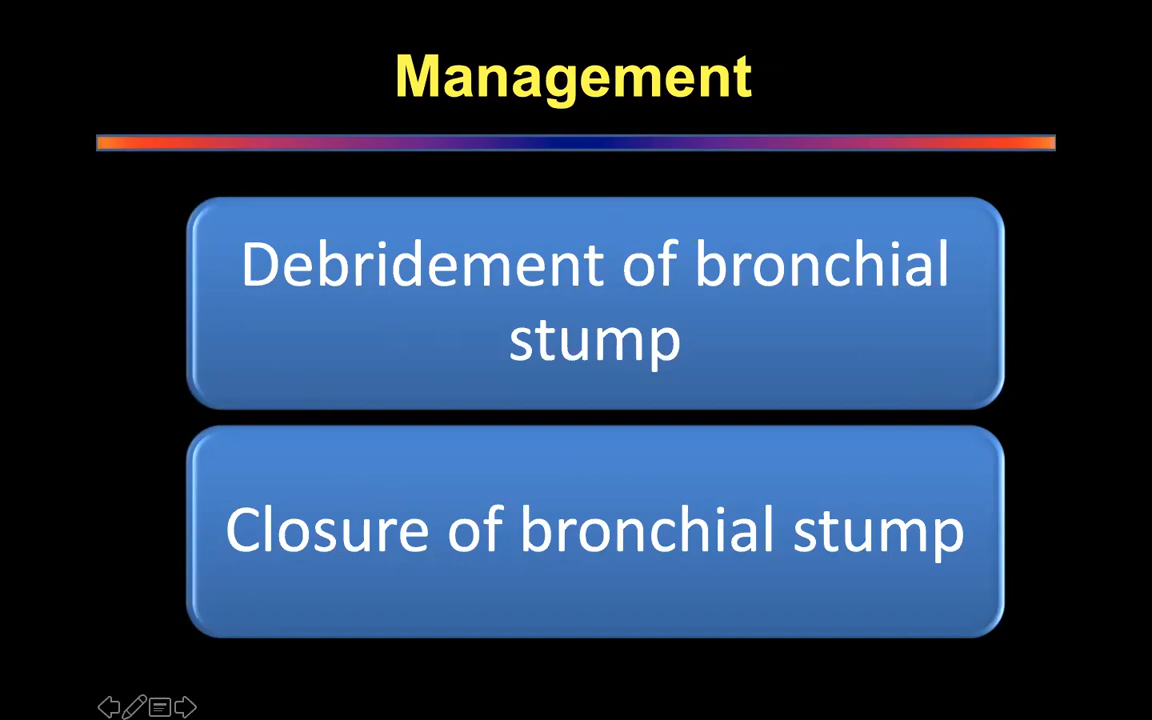 Management
Debridement of bronchial
stump
Closure of bronchial stump